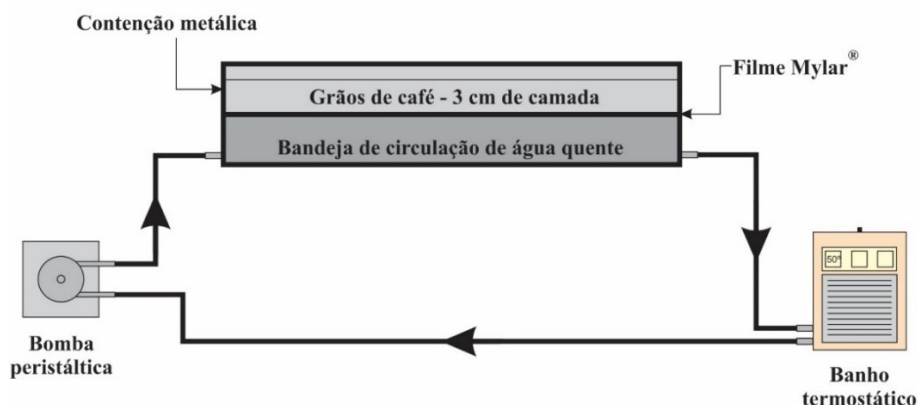 Contenção metálica
Filme Mylar®
Grãos de café - 3 cm de camada
Bandeja de circulação de água quente
50º
Bomba
peristáltica
Banho
termostático